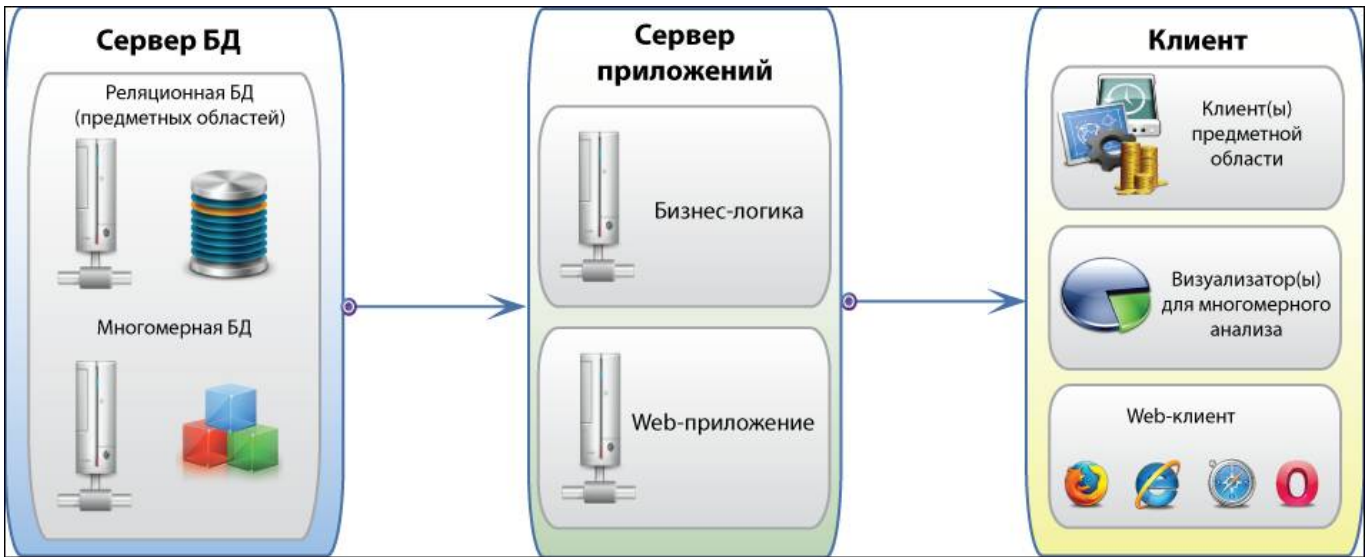 Сервер БД
Реляционная БД
(предметных областей)
Многомерная БД
Сервер
приложений
Бизнес-логика
Web-приложение
Клиент
Клиент(ы)
предметной
области
Визуализатор(ы)
для многомерного
анализа
Web-клиент